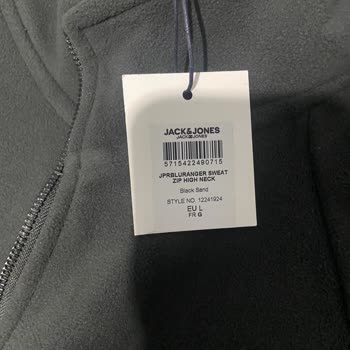 JACK&JONES
JACK&JONES
5715422490715
JPRBLURANGER SWEAT
ZIP HIGH NECK
Black Sand
STYLE NO. 12241924
EU L
FR G